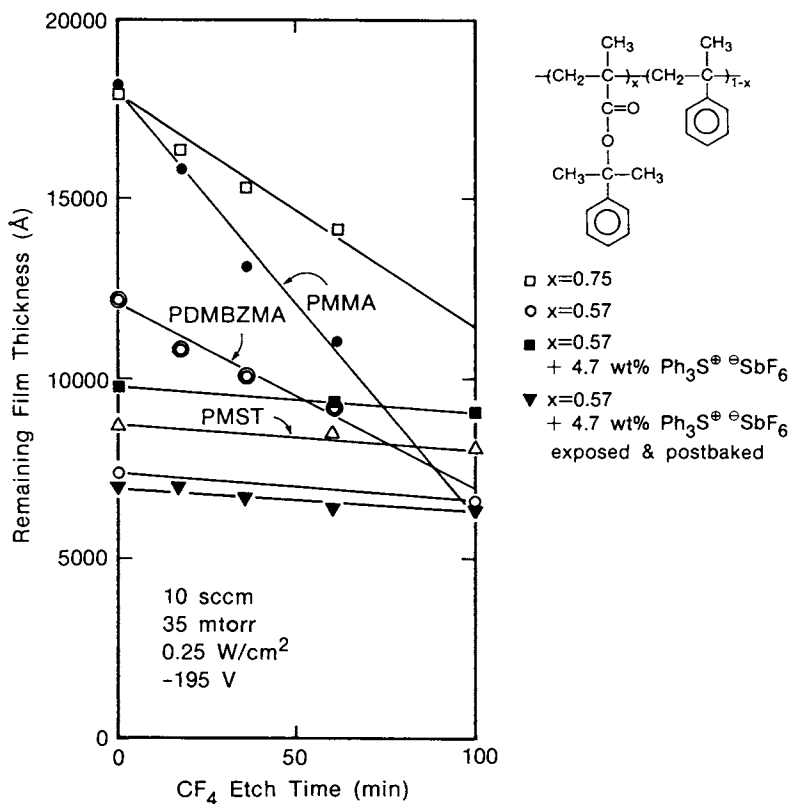 20000
15000
10000
5000
0
Remaining Film Thickness (Å)
0 50 100
CF₄ Etch Time (min)
PMMA
PDMBZMA
PMST
10 sccm
35 mtorr
0.25 W/cm²
-195 V
CH₃ CH₃
-(CH₂-C)ₓ(CH₂-C)₁₋ₓ
C=O
O
CH₃-C-CH₃
□ x=0.75
○ x=0.57
■ x=0.57
+ 4.7 wt% Ph₃S⊕ ⊖SbF₆
▼ x=0.57
+ 4.7 wt% Ph₃S⊕ ⊖SbF₆
exposed & postbaked